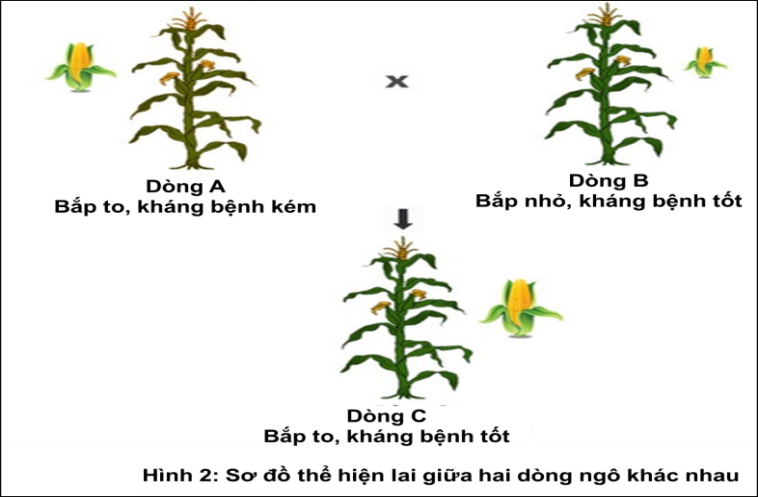 x
Dòng A
Bắp to, kháng bệnh kém
Dòng B
Bắp nhỏ, kháng bệnh tốt
Dòng C
Bắp to, kháng bệnh tốt
Hình 2: Sơ đồ thể hiện lai giữa hai dòng ngô khác nhau